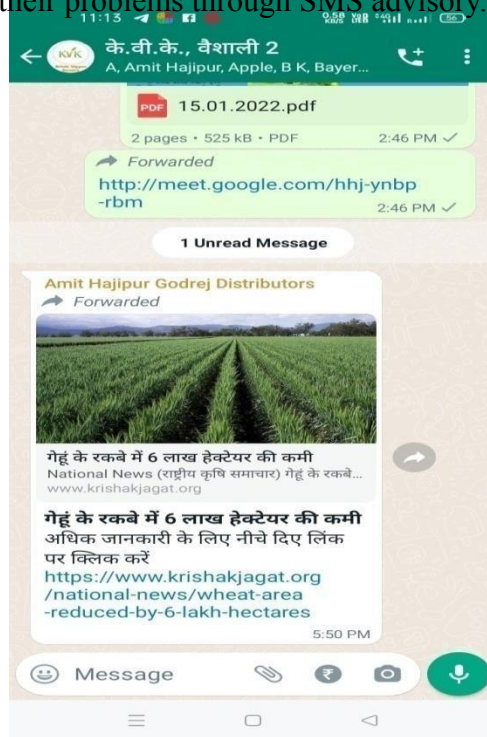 their problems through SMS advisory.
11:13
0.58 KB/S
4G
56
KVK
के.वी.के., वैशाली 2
A, Amit Hajipur, Apple, B K, Bayer...
PDF
15.01.2022.pdf
2 pages • 525 kB • PDF
2:46 PM
Forwarded
http://meet.google.com/hhj-ynbp
-rbm
2:46 PM
1 Unread Message
Amit Hajipur Godrej Distributors
Forwarded
गेहूं के रकबे में 6 लाख हेक्टेयर की कमी
National News (राष्ट्रीय कृषि समाचार) गेहूं के रकबे...
www.krishakjagat.org
गेहूं के रकबे में 6 लाख हेक्टेयर की कमी
अधिक जानकारी के लिए नीचे दिए लिंक
पर क्लिक करें
https://www.krishakjagat.org
/national-news/wheat-area
-reduced-by-6-lakh-hectares
5:50 PM
Message